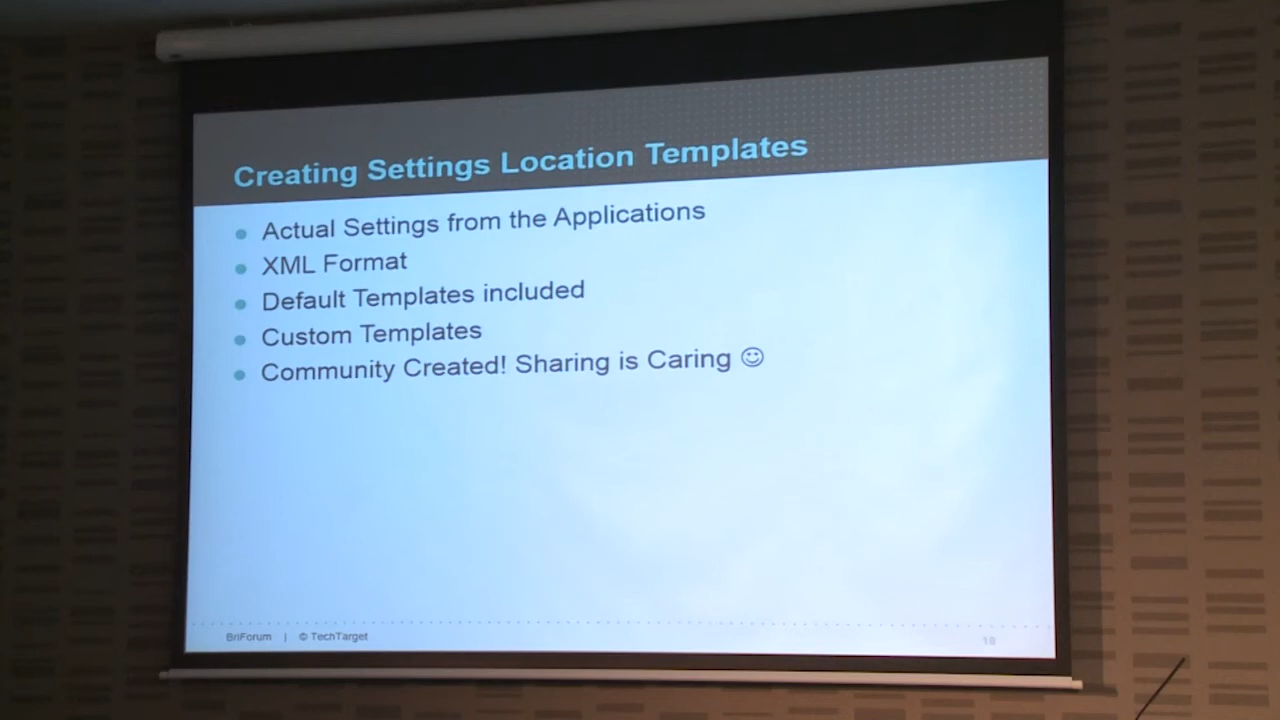 Creating Settings Location Templates
Actual Settings from the Applications
XML Format
Default Templates included
Custom Templates
Community Created! Sharing is Caring ☺
BriForum | © TechTarget